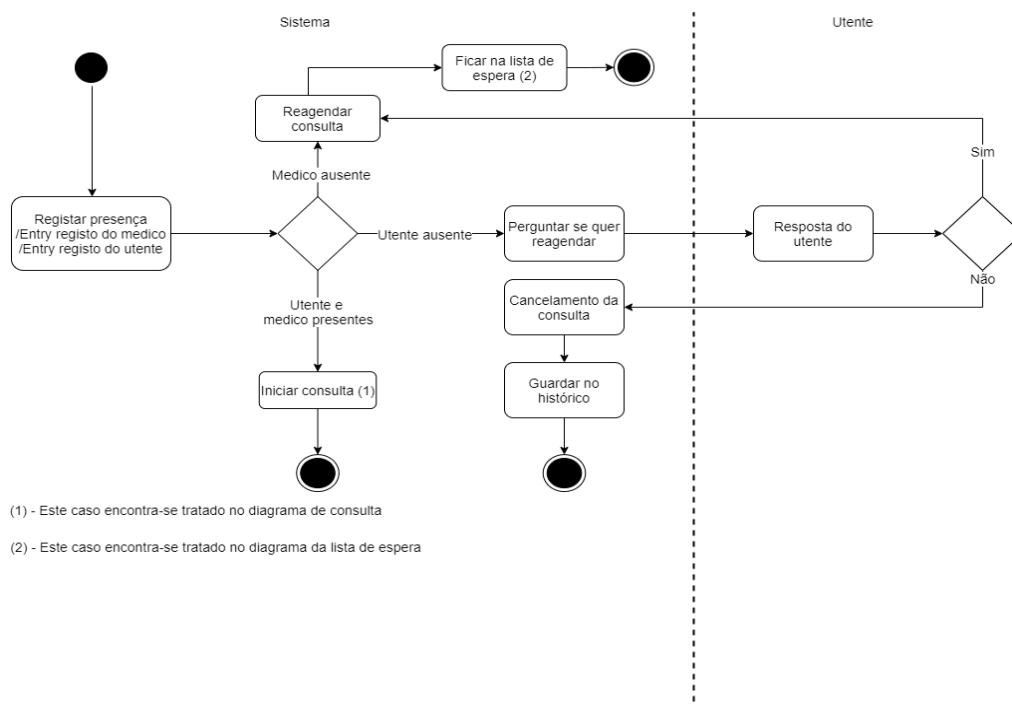 Sistema
Utente
Ficar na lista de
espera (2)
Reagendar
consulta
Sim
Medico ausente
Registar presença
/Entry registo do medico
/Entry registo do utente
Utente ausente
Perguntar se quer
reagendar
Resposta do
utente
Não
Utente e
medico presentes
Cancelamento da
consulta
Iniciar consulta (1)
Guardar no
histórico
(1) - Este caso encontra-se tratado no diagrama de consulta
(2) - Este caso encontra-se tratado no diagrama da lista de espera